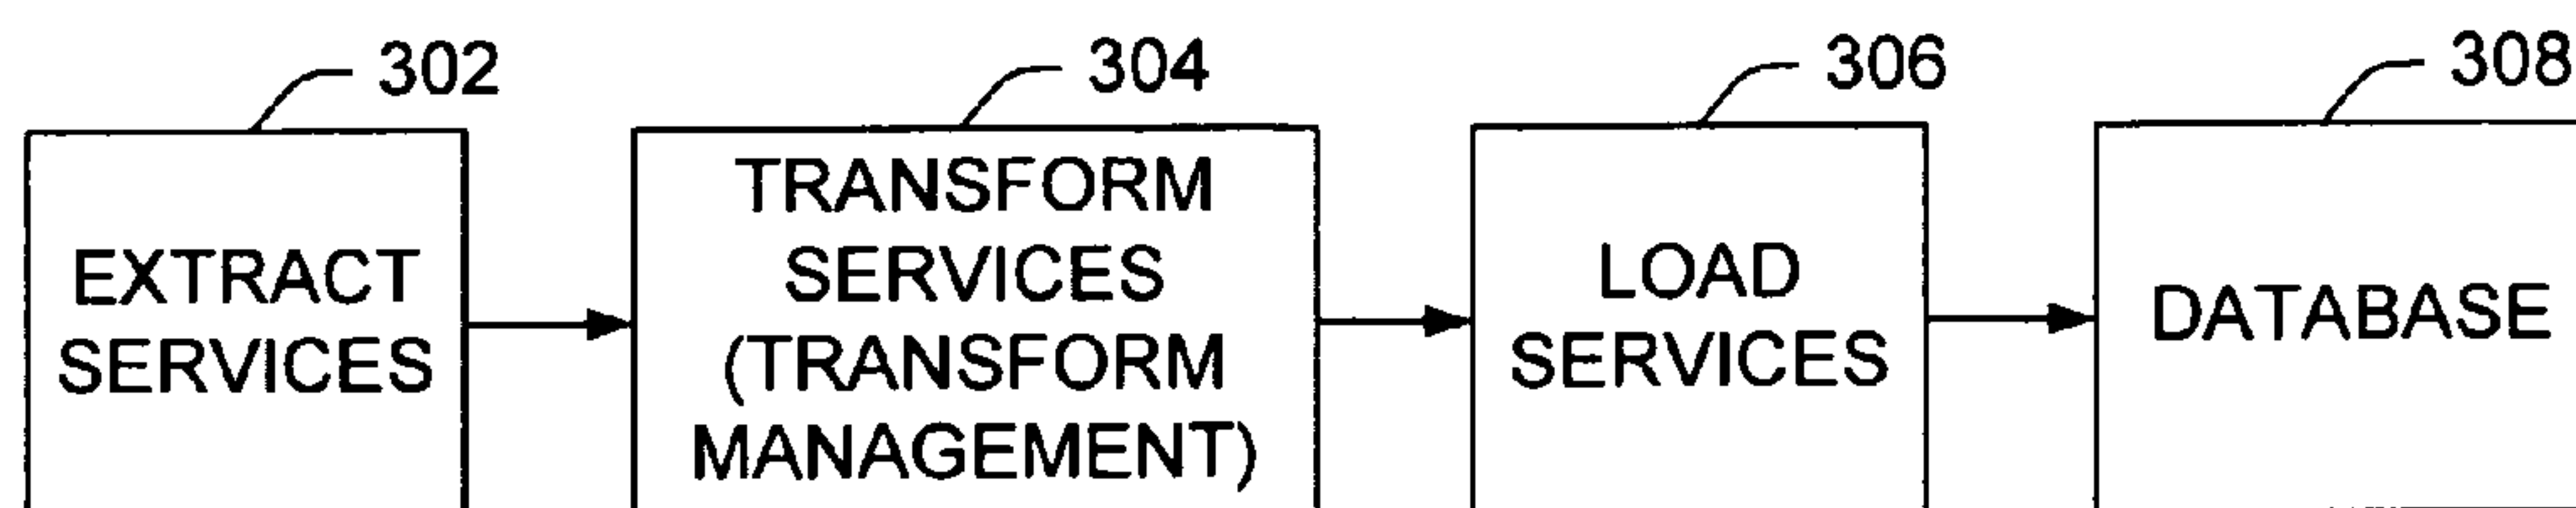 302
304
306
308
EXTRACT
SERVICES
TRANSFORM
SERVICES
(TRANSFORM
MANAGEMENT)
LOAD
SERVICES
DATABASE